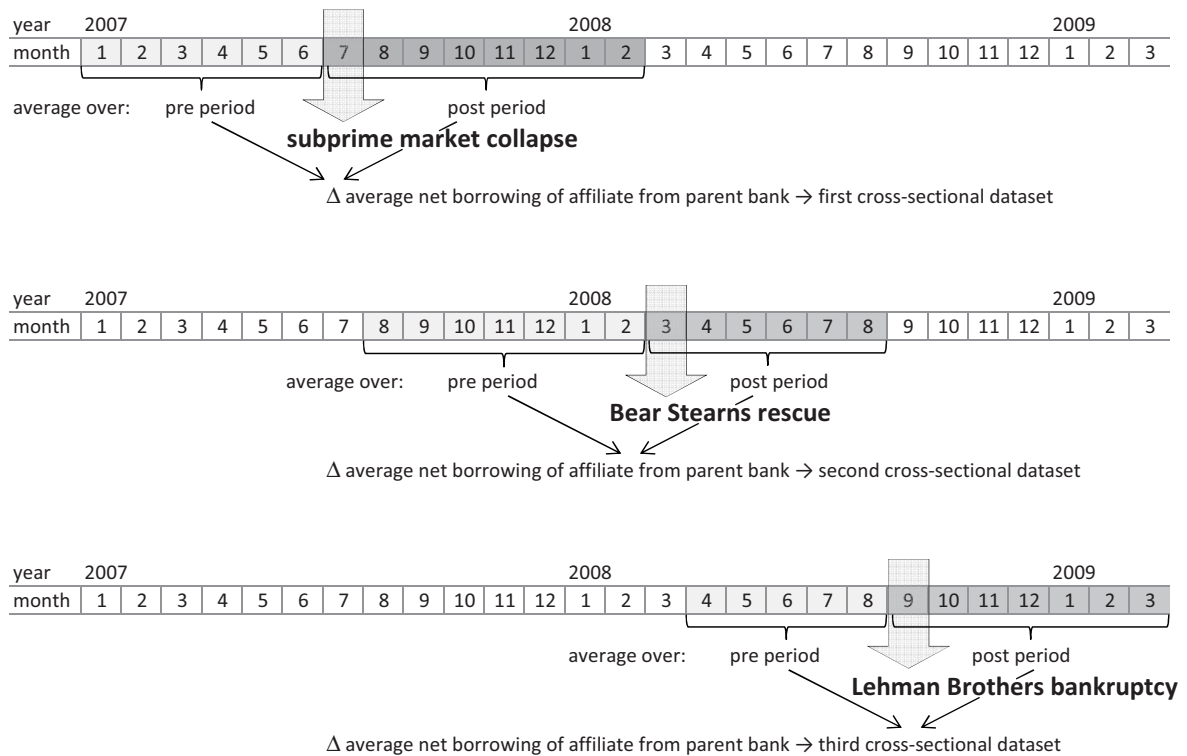 year 2007 2008 2009
month 1 2 3 4 5 6 7 8 9 10 11 12 1 2 3 4 5 6 7 8 9 10 11 12 1 2 3
average over: pre period post period
subprime market collapse
Δ average net borrowing of affiliate from parent bank → first cross-sectional dataset
year 2007 2008 2009
month 1 2 3 4 5 6 7 8 9 10 11 12 1 2 3 4 5 6 7 8 9 10 11 12 1 2 3
average over: pre period post period
Bear Stearns rescue
Δ average net borrowing of affiliate from parent bank → second cross-sectional dataset
year 2007 2008 2009
month 1 2 3 4 5 6 7 8 9 10 11 12 1 2 3 4 5 6 7 8 9 10 11 12 1 2 3
average over: pre period post period
Lehman Brothers bankruptcy
Δ average net borrowing of affiliate from parent bank → third cross-sectional dataset